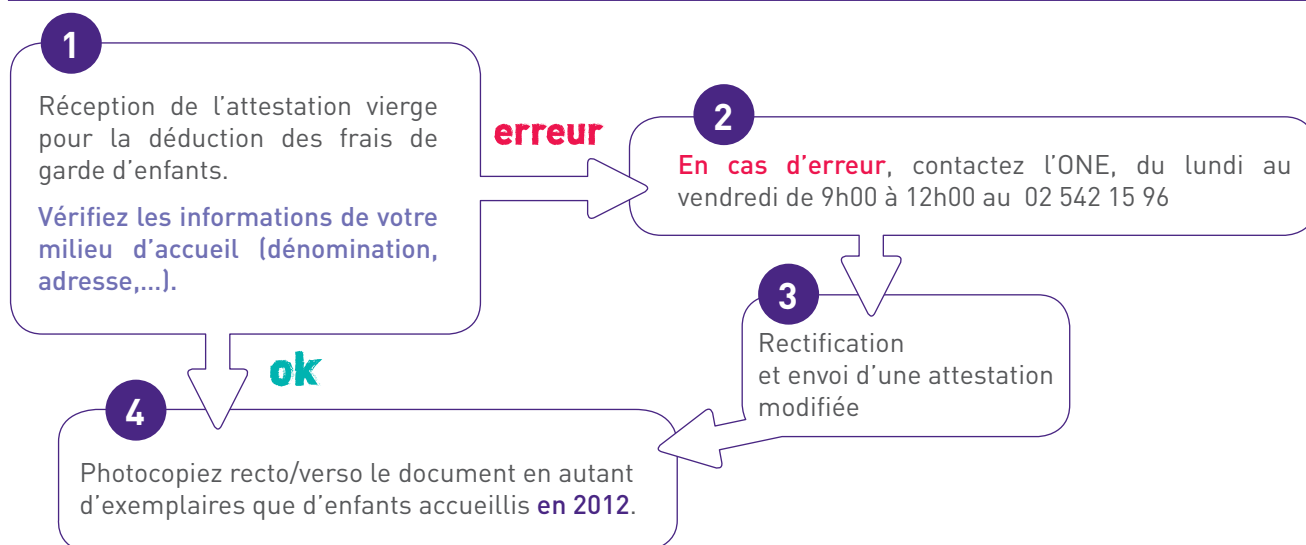 1
Réception de l'attestation vierge
pour la déduction des frais de
garde d'enfants.
Vérifiez les informations de votre
milieu d'accueil (dénomination,
adresse,...).
erreur
2
En cas d'erreur, contactez l'ONE, du lundi au
vendredi de 9h00 à 12h00 au 02 542 15 96
3
Rectification
et envoi d'une attestation
modifiée
ok
4
Photocopiez recto/verso le document en autant
d'exemplaires que d'enfants accueillis en 2012.